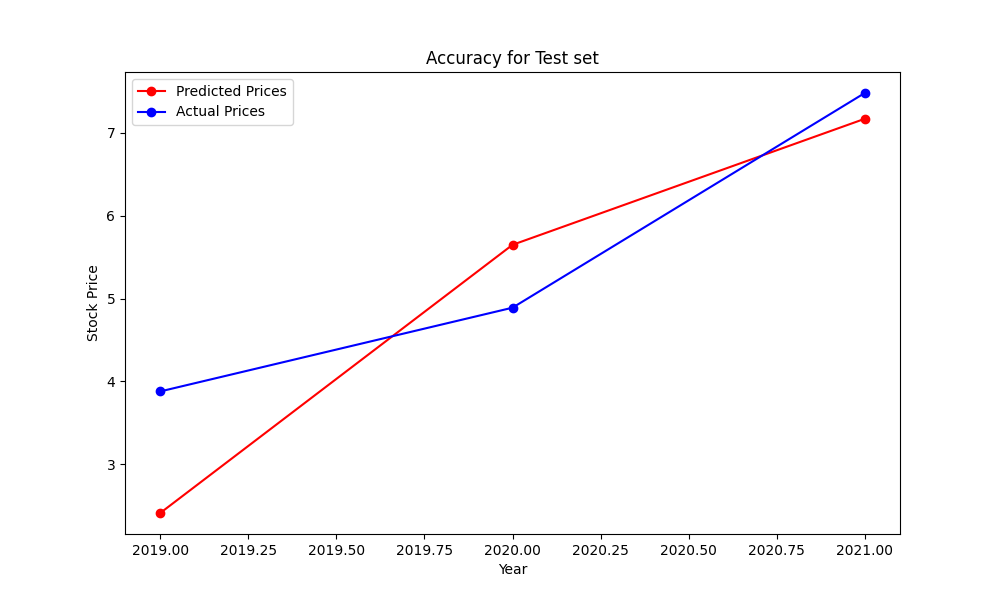 Accuracy for Test set
Predicted Prices
Actual Prices
7
6
5
4
3
Stock Price
2019.00 2019.25 2019.50 2019.75 2020.00 2020.25 2020.50 2020.75 2021.00
Year